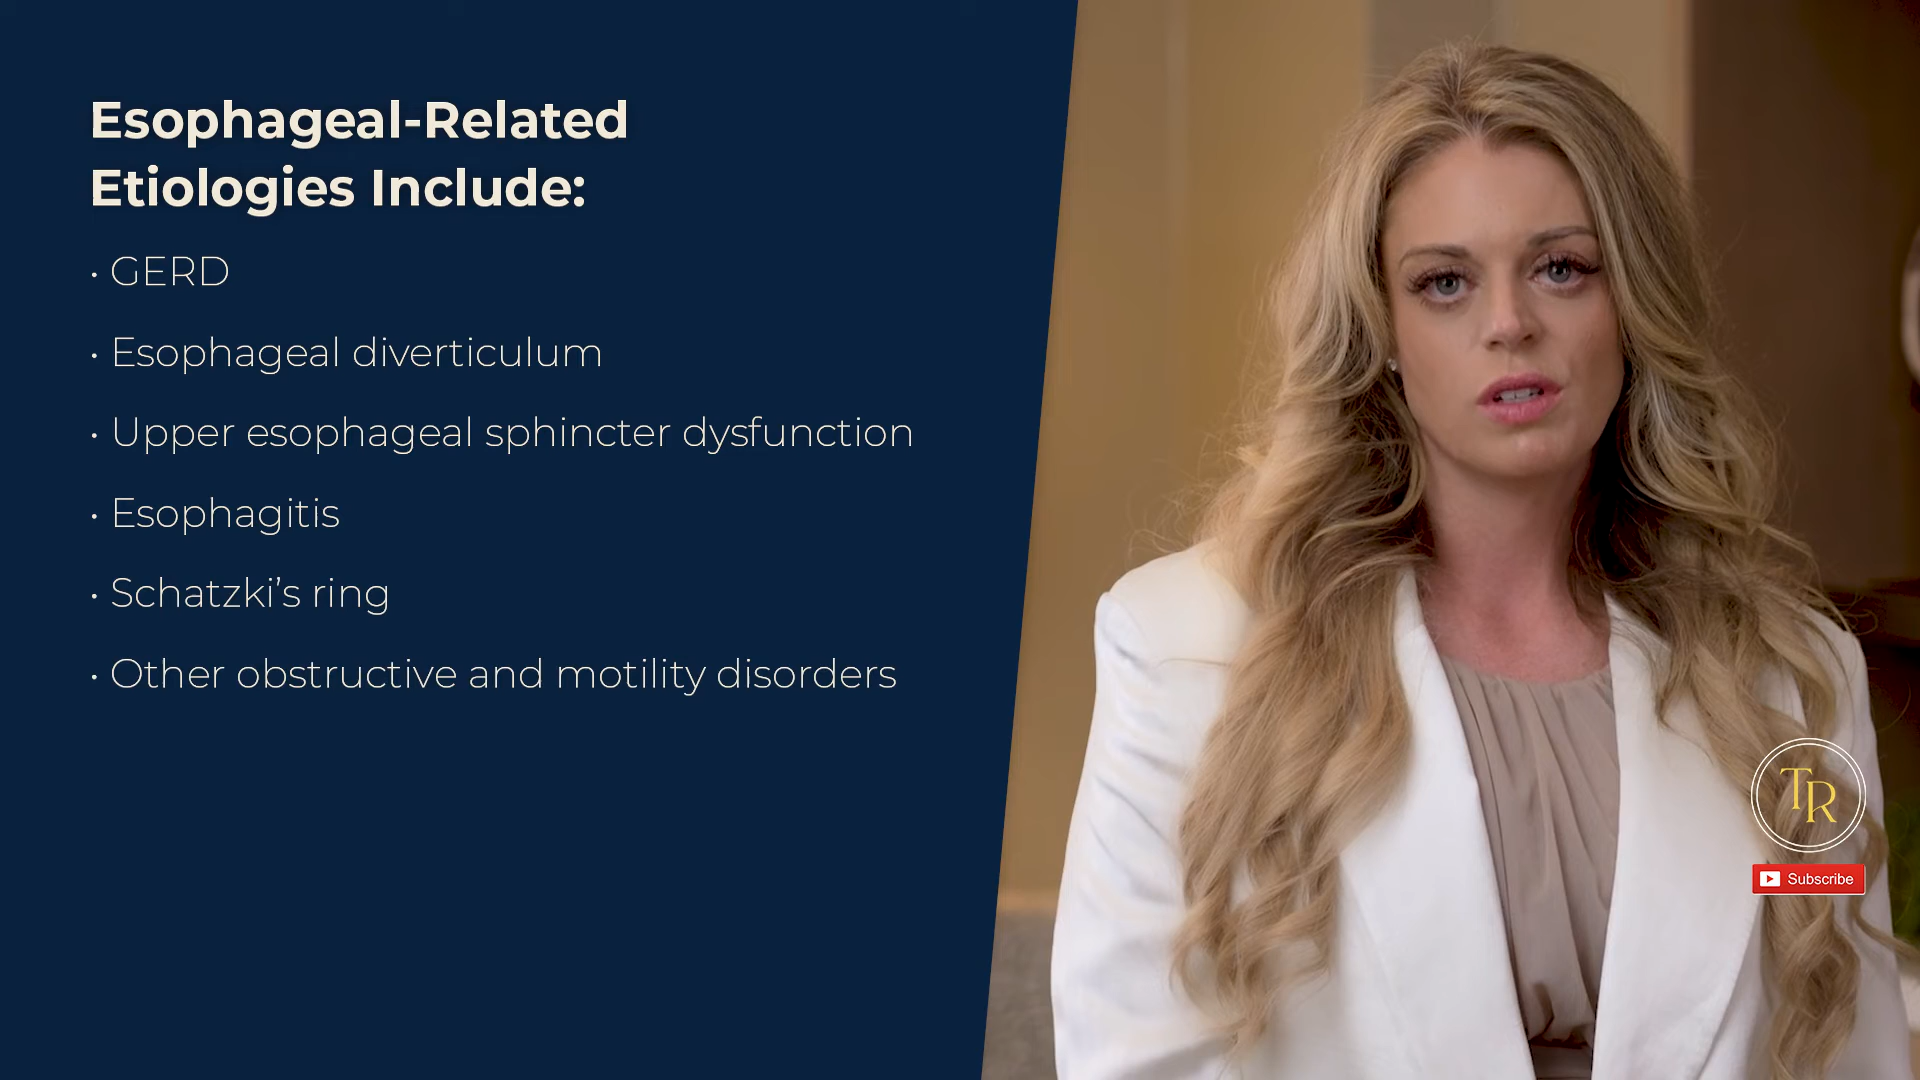 Esophageal-Related
Etiologies Include:
· GERD
· Esophageal diverticulum
· Upper esophageal sphincter dysfunction
· Esophagitis
· Schatzki’s ring
· Other obstructive and motility disorders
TR
Subscribe